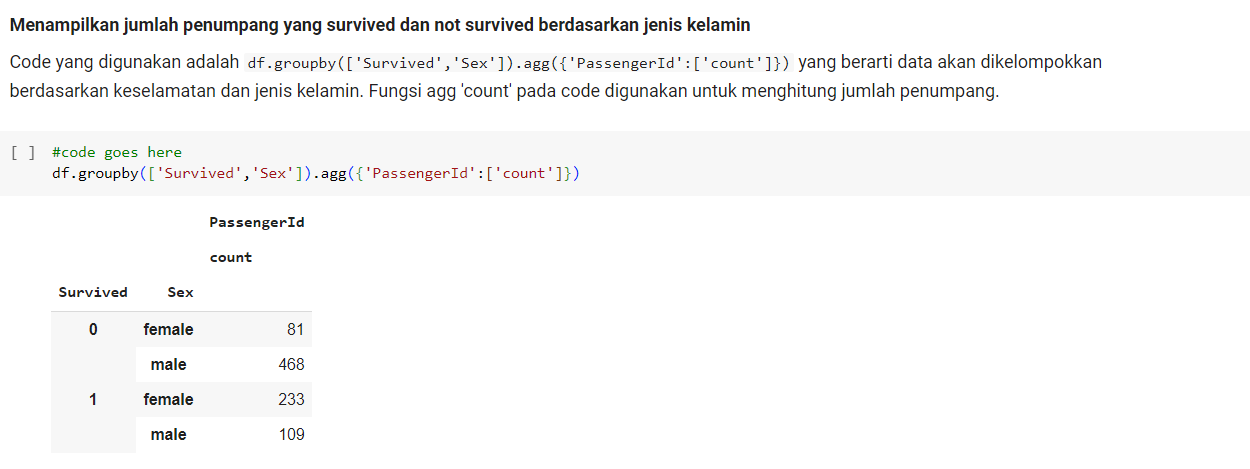 Menampilkan jumlah penumpang yang survived dan not survived berdasarkan jenis kelamin
Code yang digunakan adalah df.groupby(['Survived','Sex']).agg({'PassengerId':['count']}) yang berarti data akan dikelompokkan
berdasarkan keselamatan dan jenis kelamin. Fungsi agg 'count' pada code digunakan untuk menghitung jumlah penumpang.
[ ] #code goes here
df.groupby(['Survived','Sex']).agg({'PassengerId':['count']})
PassengerId
count
Survived Sex
0 female 81
male 468
1 female 233
male 109